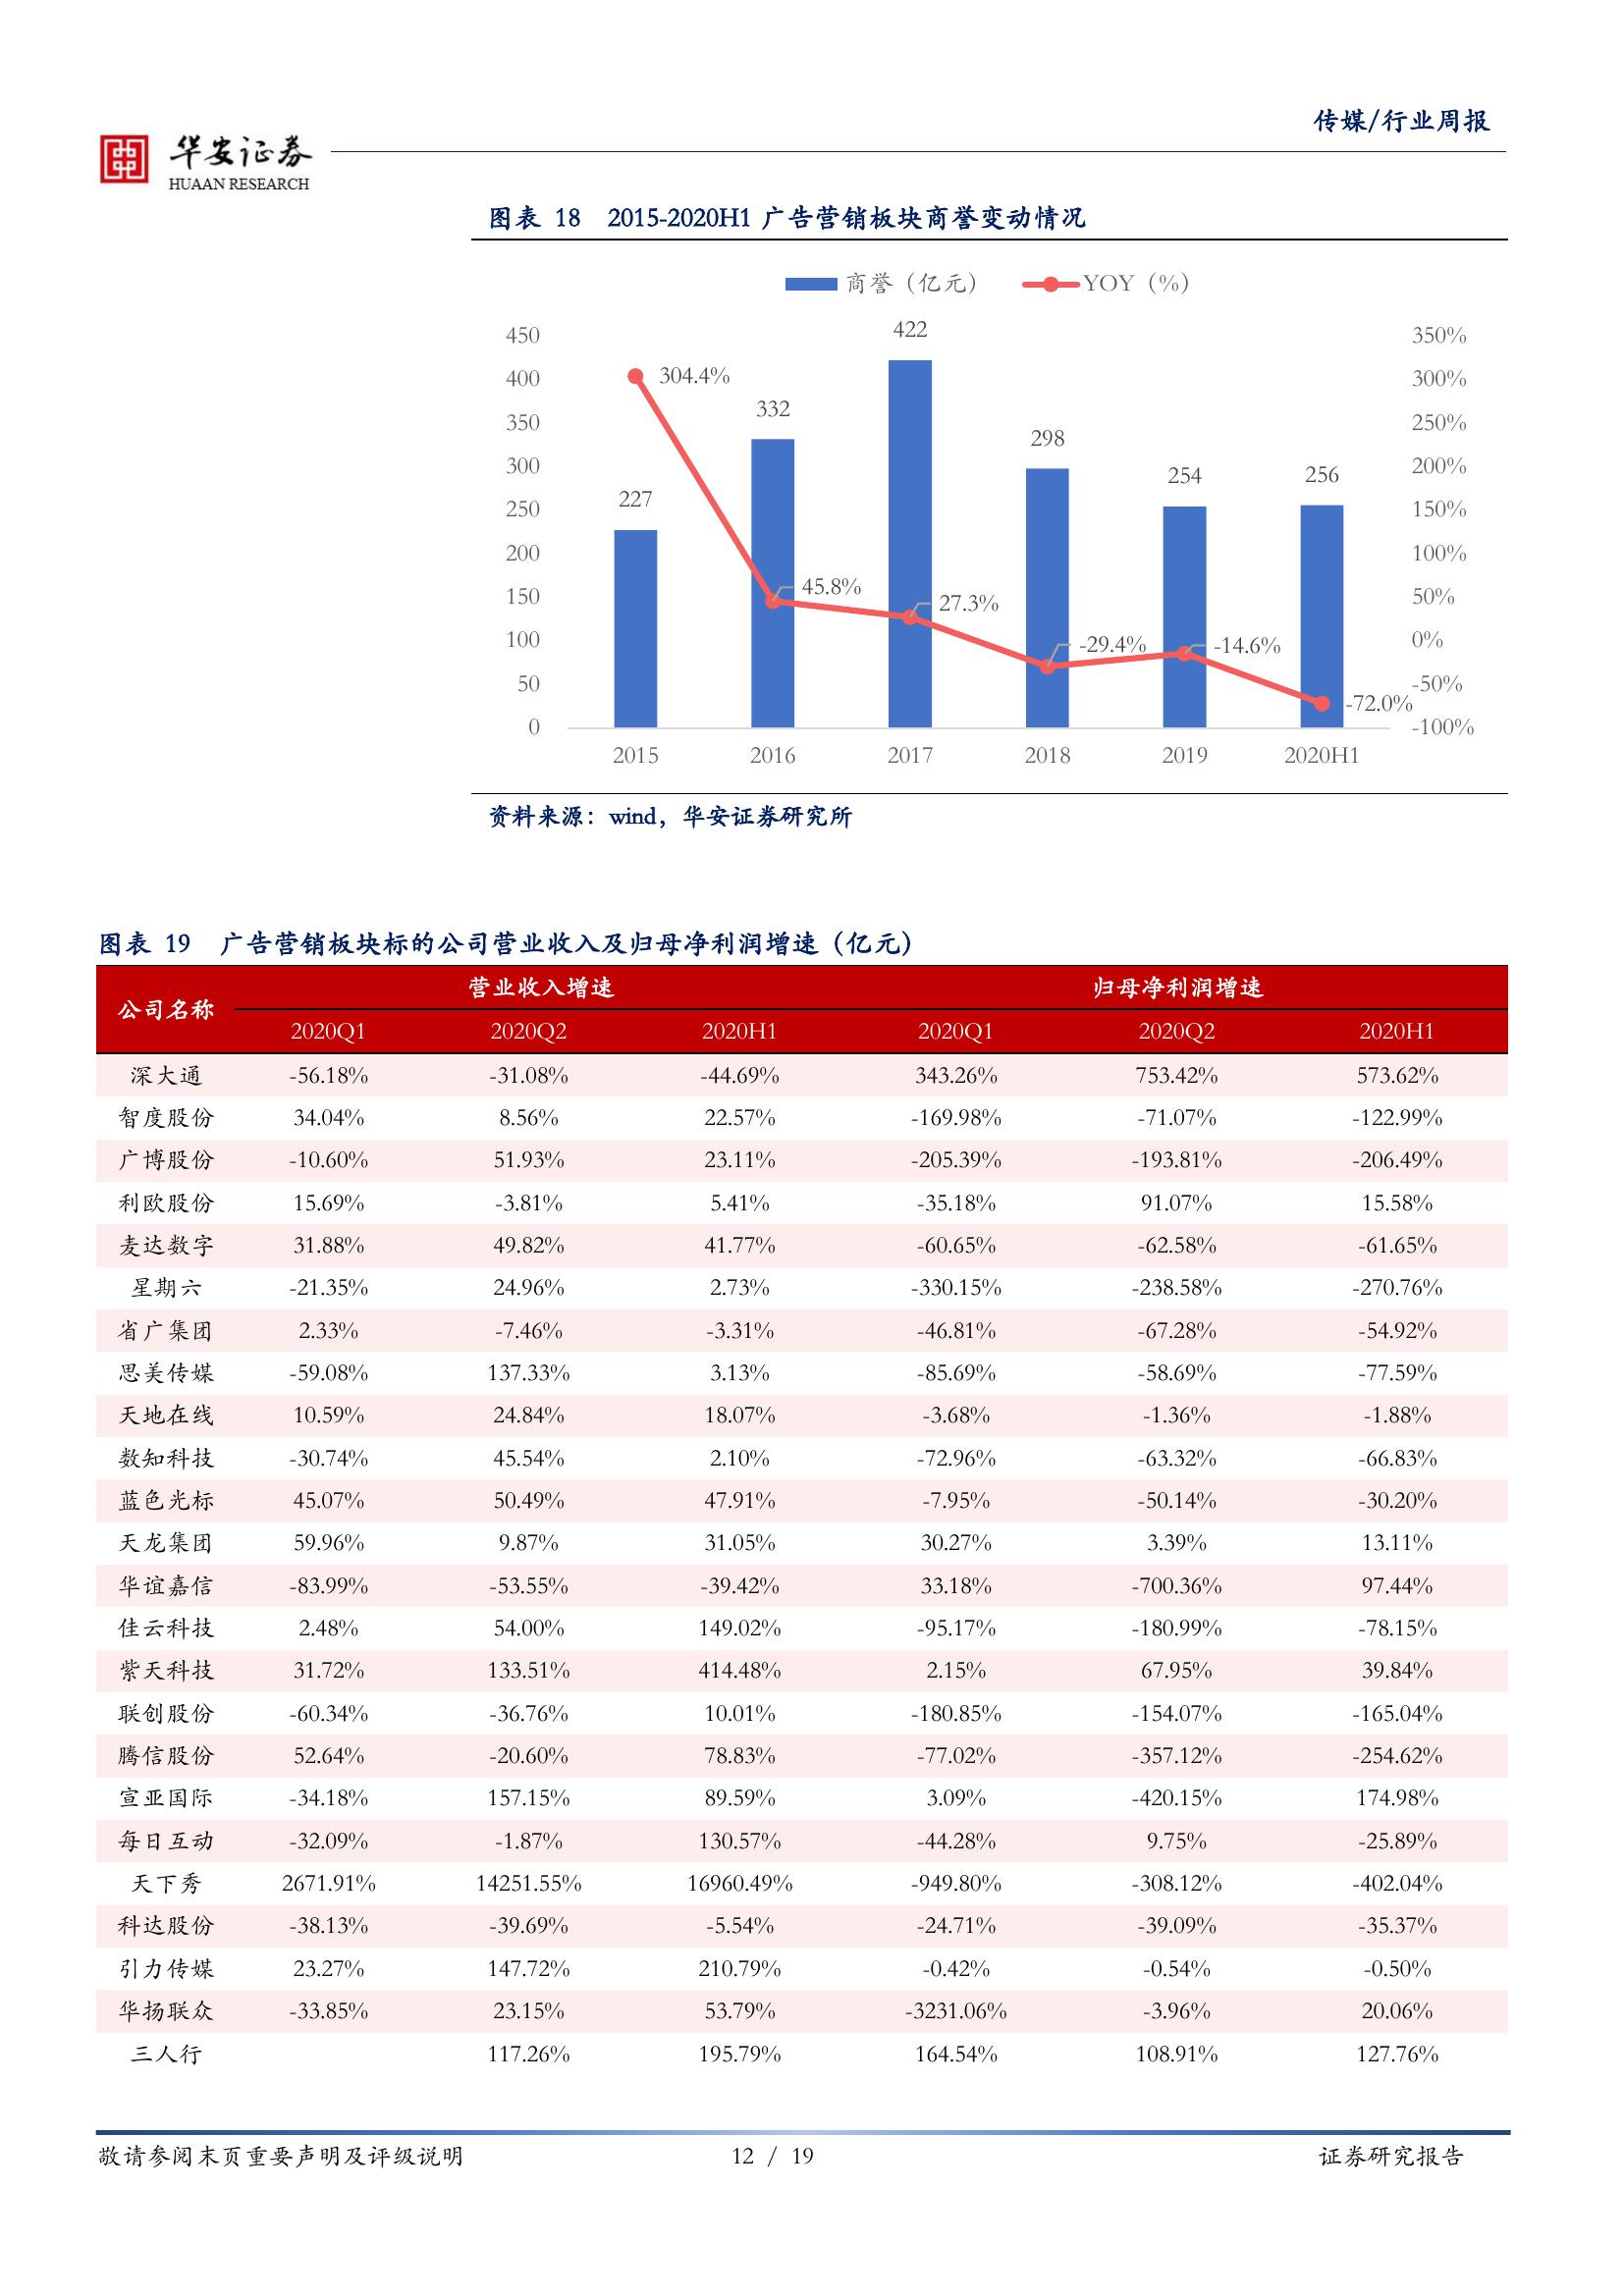 传媒/行业周报
华安证券
HUAAN RESEARCH
图表 18 2015-2020H1 广告营销板块商誉变动情况
商誉（亿元） YOY（%）
450 422 350%
400 304.4% 300%
350 332 250%
300 298 200%
250 227 254 256 150%
200 100%
150 45.8% 27.3% 50%
100 -29.4% -14.6% 0%
50 -72.0% -50%
0 -100%
2015 2016 2017 2018 2019 2020H1
资料来源：wind，华安证券研究所
图表 19 广告营销板块标的公司营业收入及归母净利润增速（亿元）
公司名称 营业收入增速 归母净利润增速
2020Q1 2020Q2 2020H1 2020Q1 2020Q2 2020H1
深大通 -56.18% -31.08% -44.69% 343.26% 753.42% 573.62%
智度股份 34.04% 8.56% 22.57% -169.98% -71.07% -122.99%
广博股份 -10.60% 51.93% 23.11% -205.39% -193.81% -206.49%
利欧股份 15.69% -3.81% 5.41% -35.18% 91.07% 15.58%
麦达数字 31.88% 49.82% 41.77% -60.65% -62.58% -61.65%
星期六 -21.35% 24.96% 2.73% -330.15% -238.58% -270.76%
省广集团 2.33% -7.46% -3.31% -46.81% -67.28% -54.92%
思美传媒 -59.08% 137.33% 3.13% -85.69% -58.69% -77.59%
天地在线 10.59% 24.84% 18.07% -3.68% -1.36% -1.88%
数知科技 -30.74% 45.54% 2.10% -72.96% -63.32% -66.83%
蓝色光标 45.07% 50.49% 47.91% -7.95% -50.14% -30.20%
天龙集团 59.96% 9.87% 31.05% 30.27% 3.39% 13.11%
华谊嘉信 -83.99% -53.55% -39.42% 33.18% -700.36% 97.44%
佳云科技 2.48% 54.00% 149.02% -95.17% -180.99% -78.15%
紫天科技 31.72% 133.51% 414.48% 2.15% 67.95% 39.84%
联创股份 -60.34% -36.76% 10.01% -180.85% -154.07% -165.04%
腾信股份 52.64% -20.60% 78.83% -77.02% -357.12% -254.62%
宣亚国际 -34.18% 157.15% 89.59% 3.09% -420.15% 174.98%
每日互动 -32.09% -1.87% 130.57% -44.28% 9.75% -25.89%
天下秀 2671.91% 14251.55% 16960.49% -949.80% -308.12% -402.04%
科达股份 -38.13% -39.69% -5.54% -24.71% -39.09% -35.37%
引力传媒 23.27% 147.72% 210.79% -0.42% -0.54% -0.50%
华扬联众 -33.85% 23.15% 53.79% -3231.06% -3.96% 20.06%
三人行 117.26% 195.79% 164.54% 108.91% 127.76%
敬请参阅末页重要声明及评级说明 12 / 19 证券研究报告